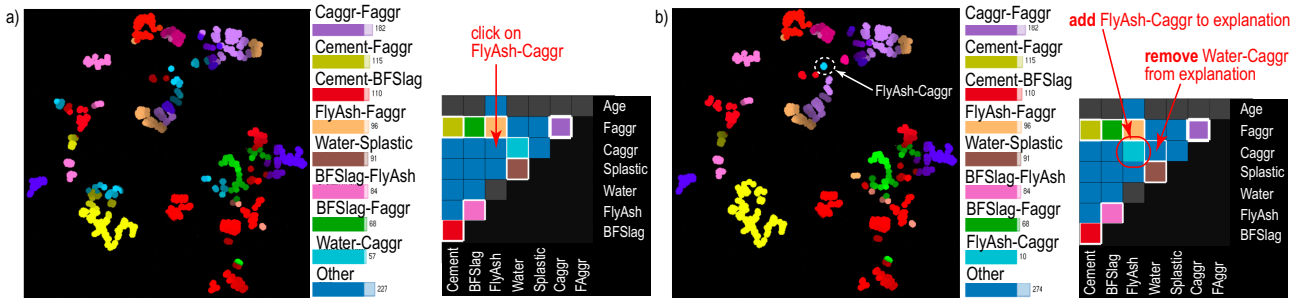 a)
Caggr-Faggr
182
Cement-Faggr
115
Cement-BFSlag
110
FlyAsh-Faggr
96
Water-Splastic
91
BFSlag-FlyAsh
84
BFSlag-Faggr
68
Water-Caggr
57
Other
227
click on
FlyAsh-Caggr
Age
Faggr
Caggr
Splastic
Water
FlyAsh
BFSlag
Cement
BFSlag
FlyAsh
Water
Splastic
Caggr
FAggr
b)
FlyAsh-Caggr
Caggr-Faggr
182
Cement-Faggr
115
Cement-BFSlag
110
FlyAsh-Faggr
96
Water-Splastic
91
BFSlag-FlyAsh
84
BFSlag-Faggr
68
FlyAsh-Caggr
10
Other
274
add FlyAsh-Caggr to explanation
remove Water-Caggr
from explanation
Age
Faggr
Caggr
Splastic
Water
FlyAsh
BFSlag
Cement
BFSlag
FlyAsh
Water
Splastic
Caggr
FAggr